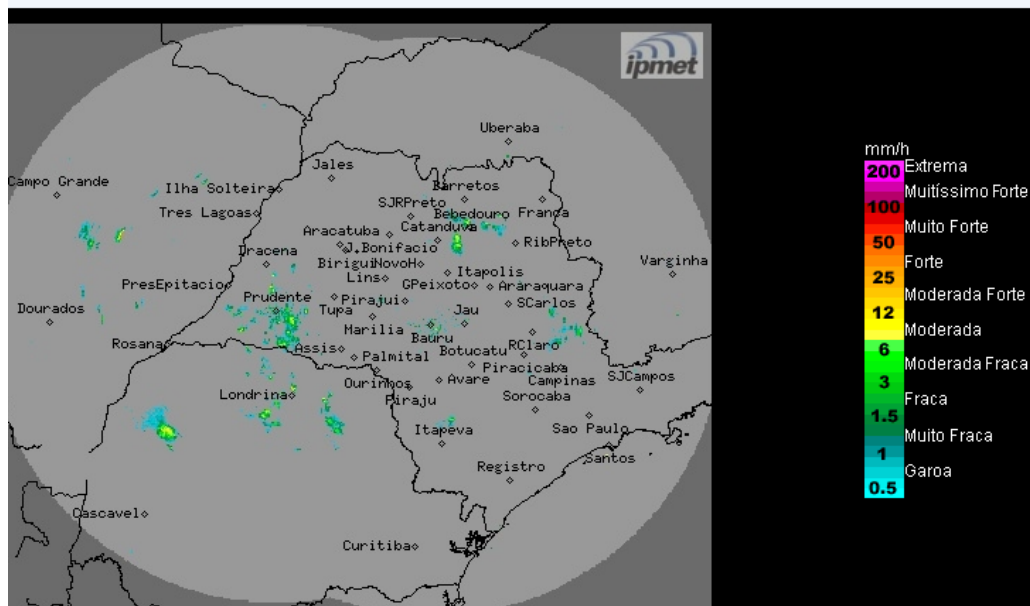 ipmet
Uberaba
Jales
Campo Grande
Ilha Solteira
Barretos
SJRPreto
Tres Lagoas
Bebedouro
Franca
Catanduva
Aracatuba
J.Bonifacio
RibPreto
BiriguiNovoH
Itapolis
Varginha
Lins
GPeixoto
Araraquara
PresEpitacio
Prudente
Tupa
Pirajui
SCarlos
Dourados
Marilia
Jau
Bauru
Rosana
Assis
Palmital
Botucatu
RClaro
Piracicaba
Londrina
Ourinhos
Avare
Campinas
SJCampos
Piraju
Sorocaba
Itapeva
Sao Paulo
Santos
Registro
Cascavel
Curitiba
mm/h
200
Extrema
Muitíssimo Forte
100
Muito Forte
50
Forte
25
Moderada Forte
12
Moderada
6
Moderada Fraca
3
Fraca
1.5
Muito Fraca
1
Garoa
0.5